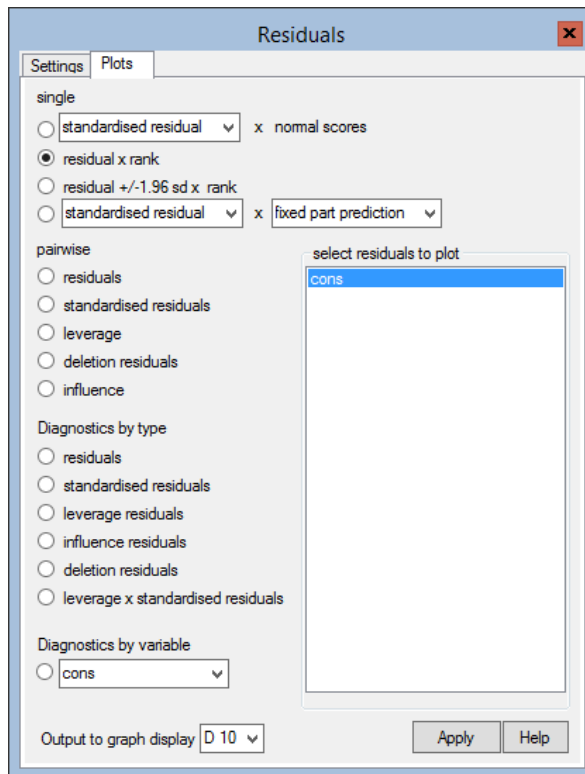 Residuals
Settings Plots
single
standardised residual x normal scores
residual x rank
residual +/-1.96 sd x rank
standardised residual x fixed part prediction
pairwise
residuals
standardised residuals
leverage
deletion residuals
influence
select residuals to plot
cons
Diagnostics by type
residuals
standardised residuals
leverage residuals
influence residuals
deletion residuals
leverage x standardised residuals
Diagnostics by variable
cons
Output to graph display D 10 Apply Help